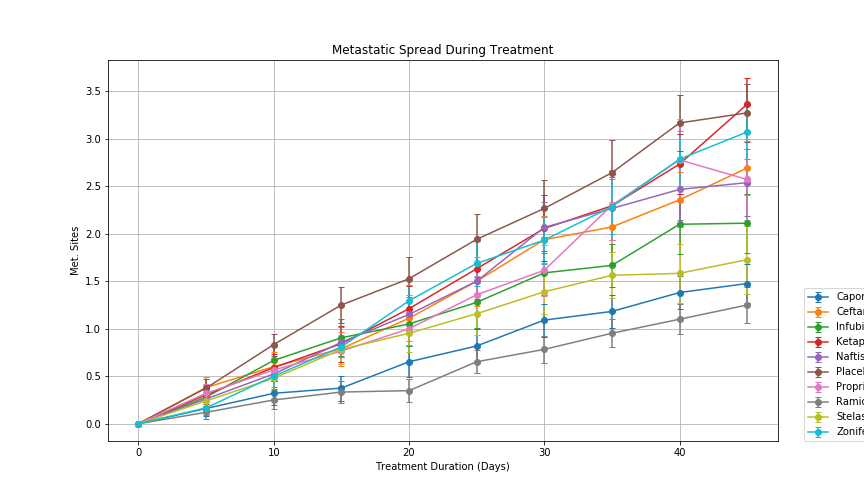 Metastatic Spread During Treatment
Met. Sites
3.5
3.0
2.5
2.0
1.5
1.0
0.5
0.0
0
10
20
30
40
Treatment Duration (Days)
Capor
Ceftar
Infubi
Ketap
Naftis
Placel
Propri
Ramic
Stelas
Zonife